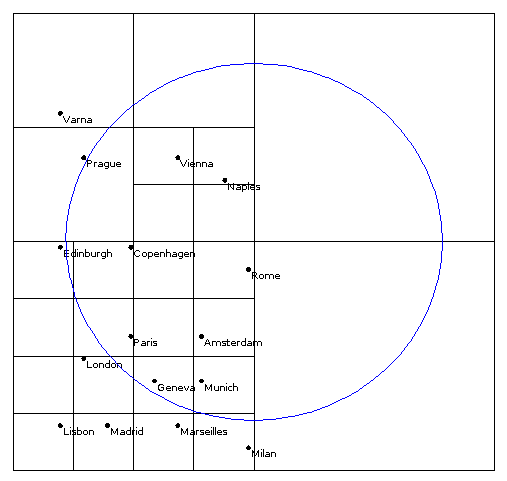 Varna
Prague
Vienna
Naples
Edinburgh
Copenhagen
Rome
Paris
Amsterdam
London
Geneva
Munich
Lisbon
Madrid
Marseilles
Milan